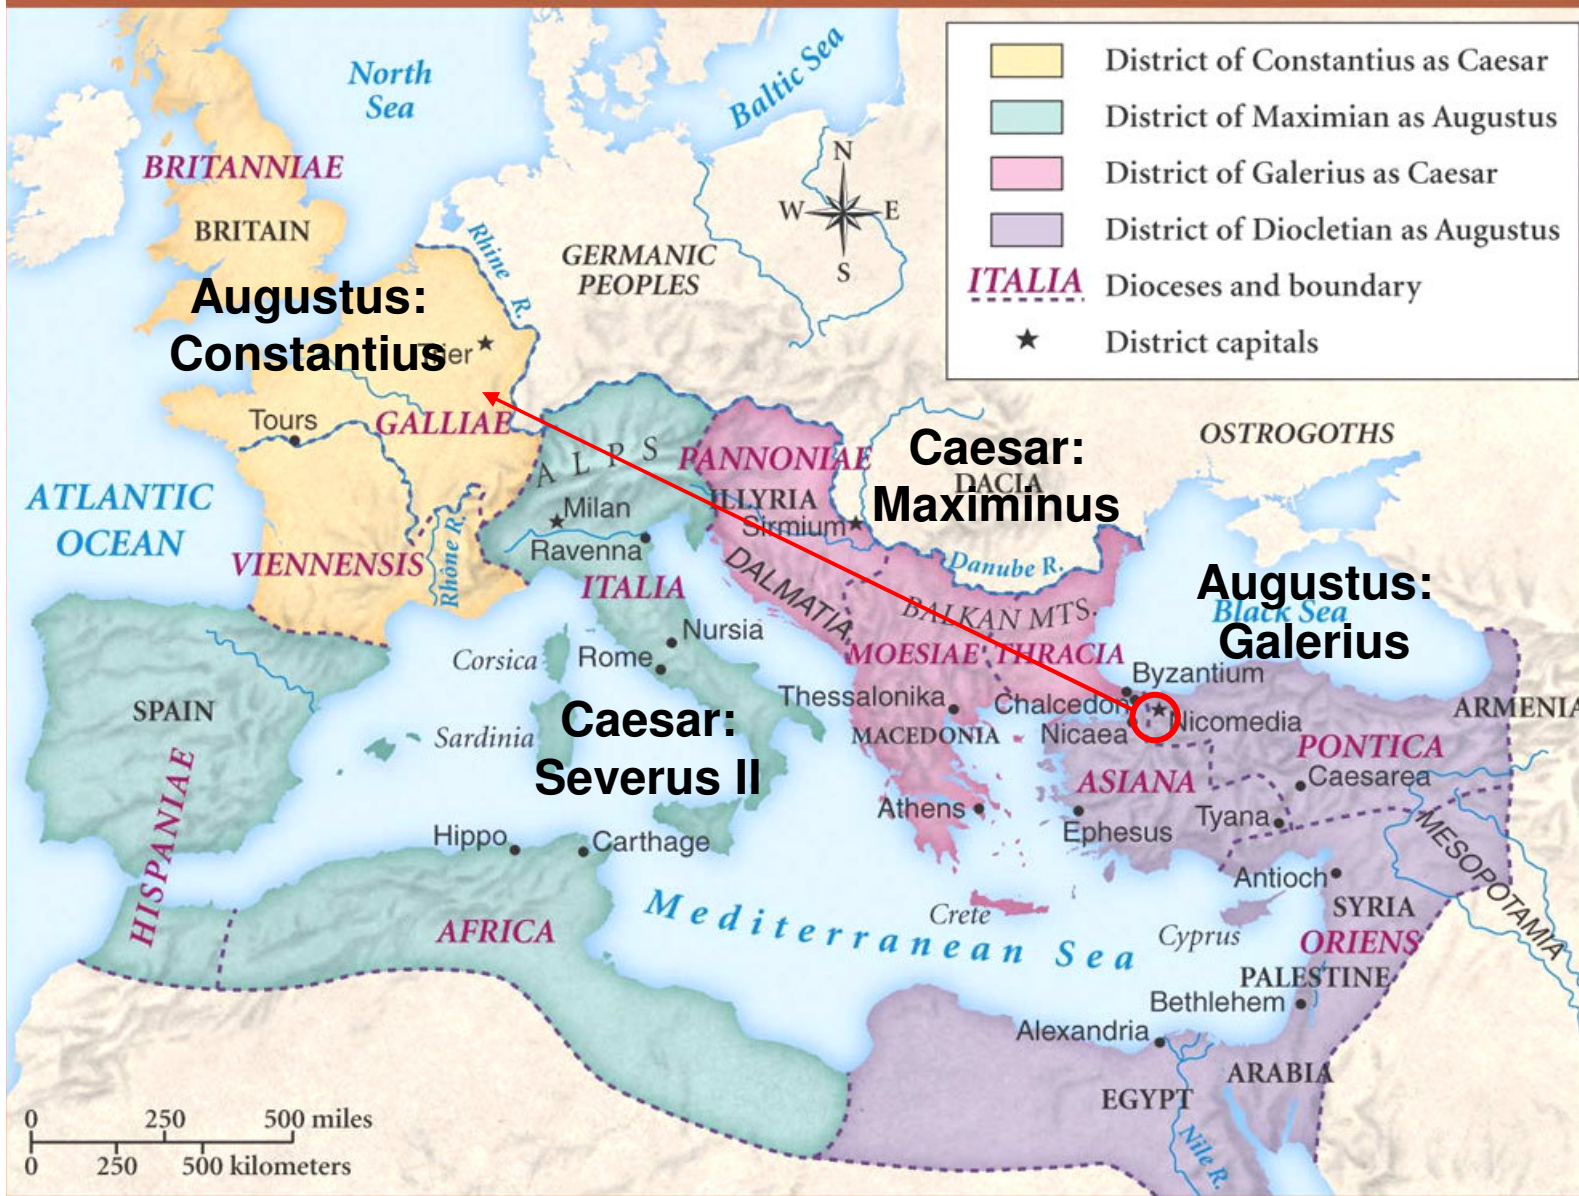 North
Sea
Baltic Sea
District of Constantius as Caesar
District of Maximian as Augustus
District of Galerius as Caesar
District of Diocletian as Augustus
ITALIA Dioceses and boundary
District capitals
N
W E
S
BRITANNIAE
BRITAIN
Rhine R.
GERMANIC
PEOPLES
Augustus:
Constantius
Trier
Tours
GALLIAE
ALPS
PANNONIAE
Caesar:
Maximinus
DACIA
OSTROGOTHS
ATLANTIC
OCEAN
Milan
ILLYRIA
Sirmium
Ravenna
VIENNENSIS
Rhône R.
ITALIA
DALMATIA
Danube R.
BALKAN MTS.
Augustus:
Galerius
Black Sea
Nursia
Corsica
Rome
MOESIAE
THRACIA
Byzantium
SPAIN
Thessalonika
Chalcedon
Nicomedia
ARMENIA
Sardinia
Caesar:
Severus II
MACEDONIA
Nicaea
PONTICA
HISPANIAE
ASIANA
Caesarea
Athens
Ephesus
Tyana
MESOPOTAMIA
Hippo
Carthage
Antioch
Mediterranean Sea
Crete
Cyprus
SYRIA
ORIENS
AFRICA
PALESTINE
Bethlehem
Alexandria
ARABIA
EGYPT
Nile R.
0 250 500 miles
0 250 500 kilometers